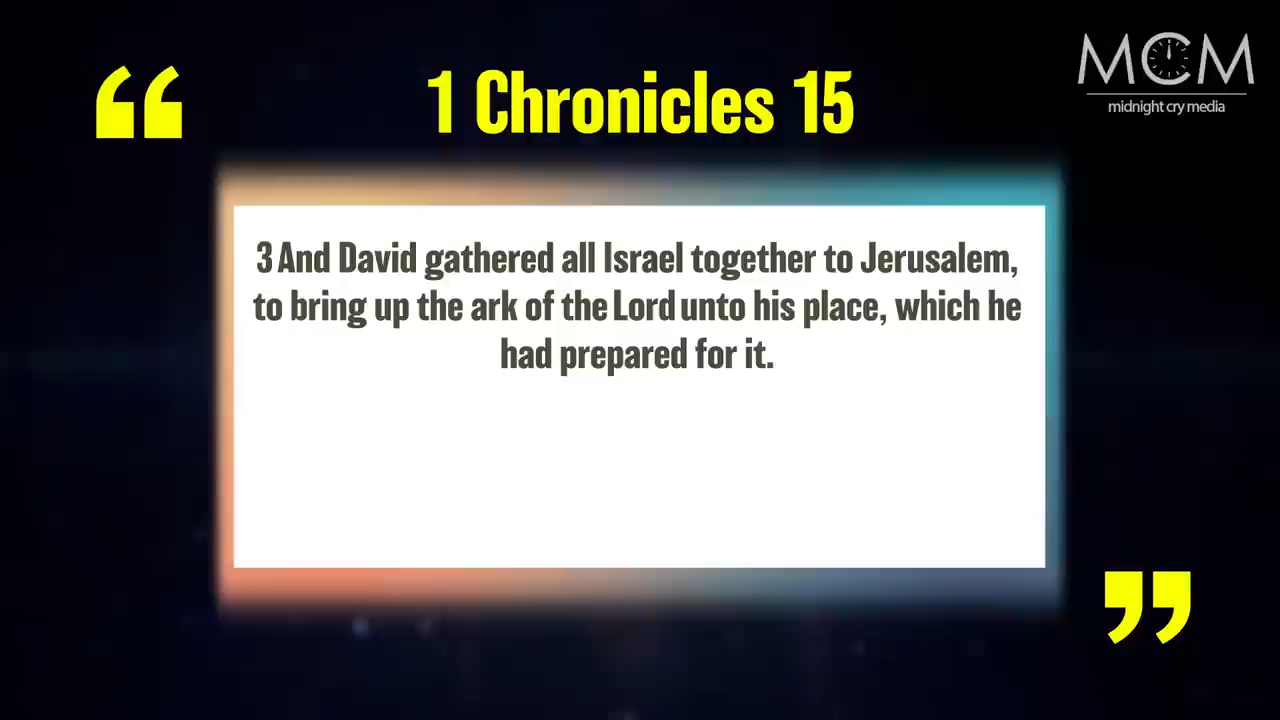 MCM
midnight cry media
“
1 Chronicles 15
3 And David gathered all Israel together to Jerusalem,
to bring up the ark of the Lord unto his place, which he
had prepared for it.
”